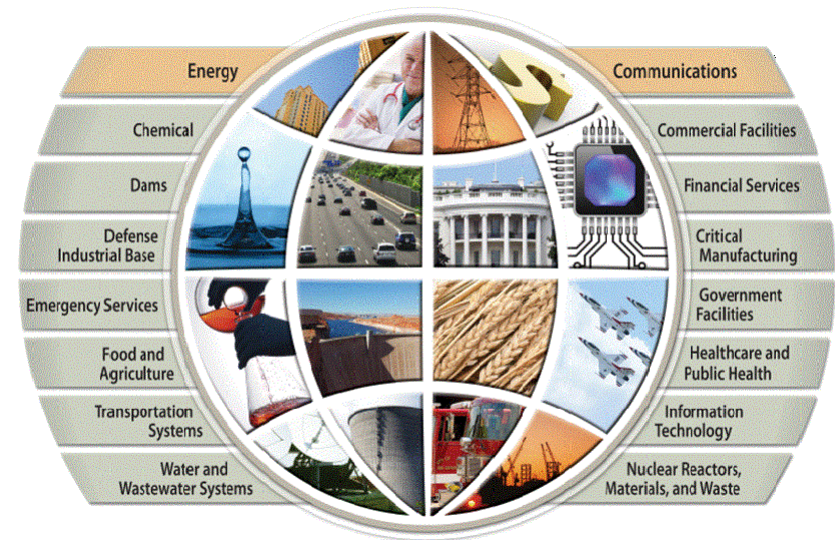 Energy
Chemical
Dams
Defense
Industrial Base
Emergency Services
Food and
Agriculture
Transportation
Systems
Water and
Wastewater Systems
Communications
Commercial Facilities
Financial Services
Critical
Manufacturing
Government
Facilities
Healthcare and
Public Health
Information
Technology
Nuclear Reactors,
Materials, and Waste